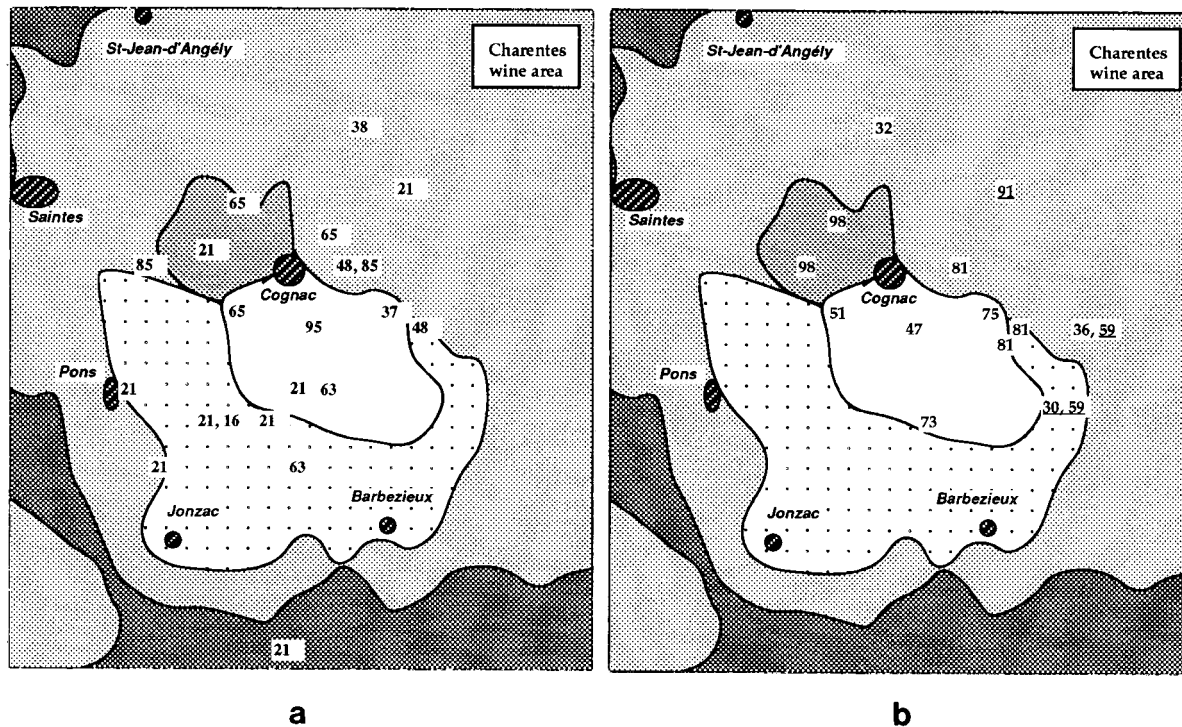 St-Jean-d'Angély
Charentes
wine area
38
21
65
Saintes
65
21
85
48, 85
Cognac
65
37
95
48
Pons
21
21 63
21, 16 21
21
63
Barbezieux
Jonzac
21
a
St-Jean-d'Angély
Charentes
wine area
32
91
Saintes
98
98
81
Cognac
51
75
47
81
36, 59
81
Pons
30, 59
73
Barbezieux
Jonzac
b